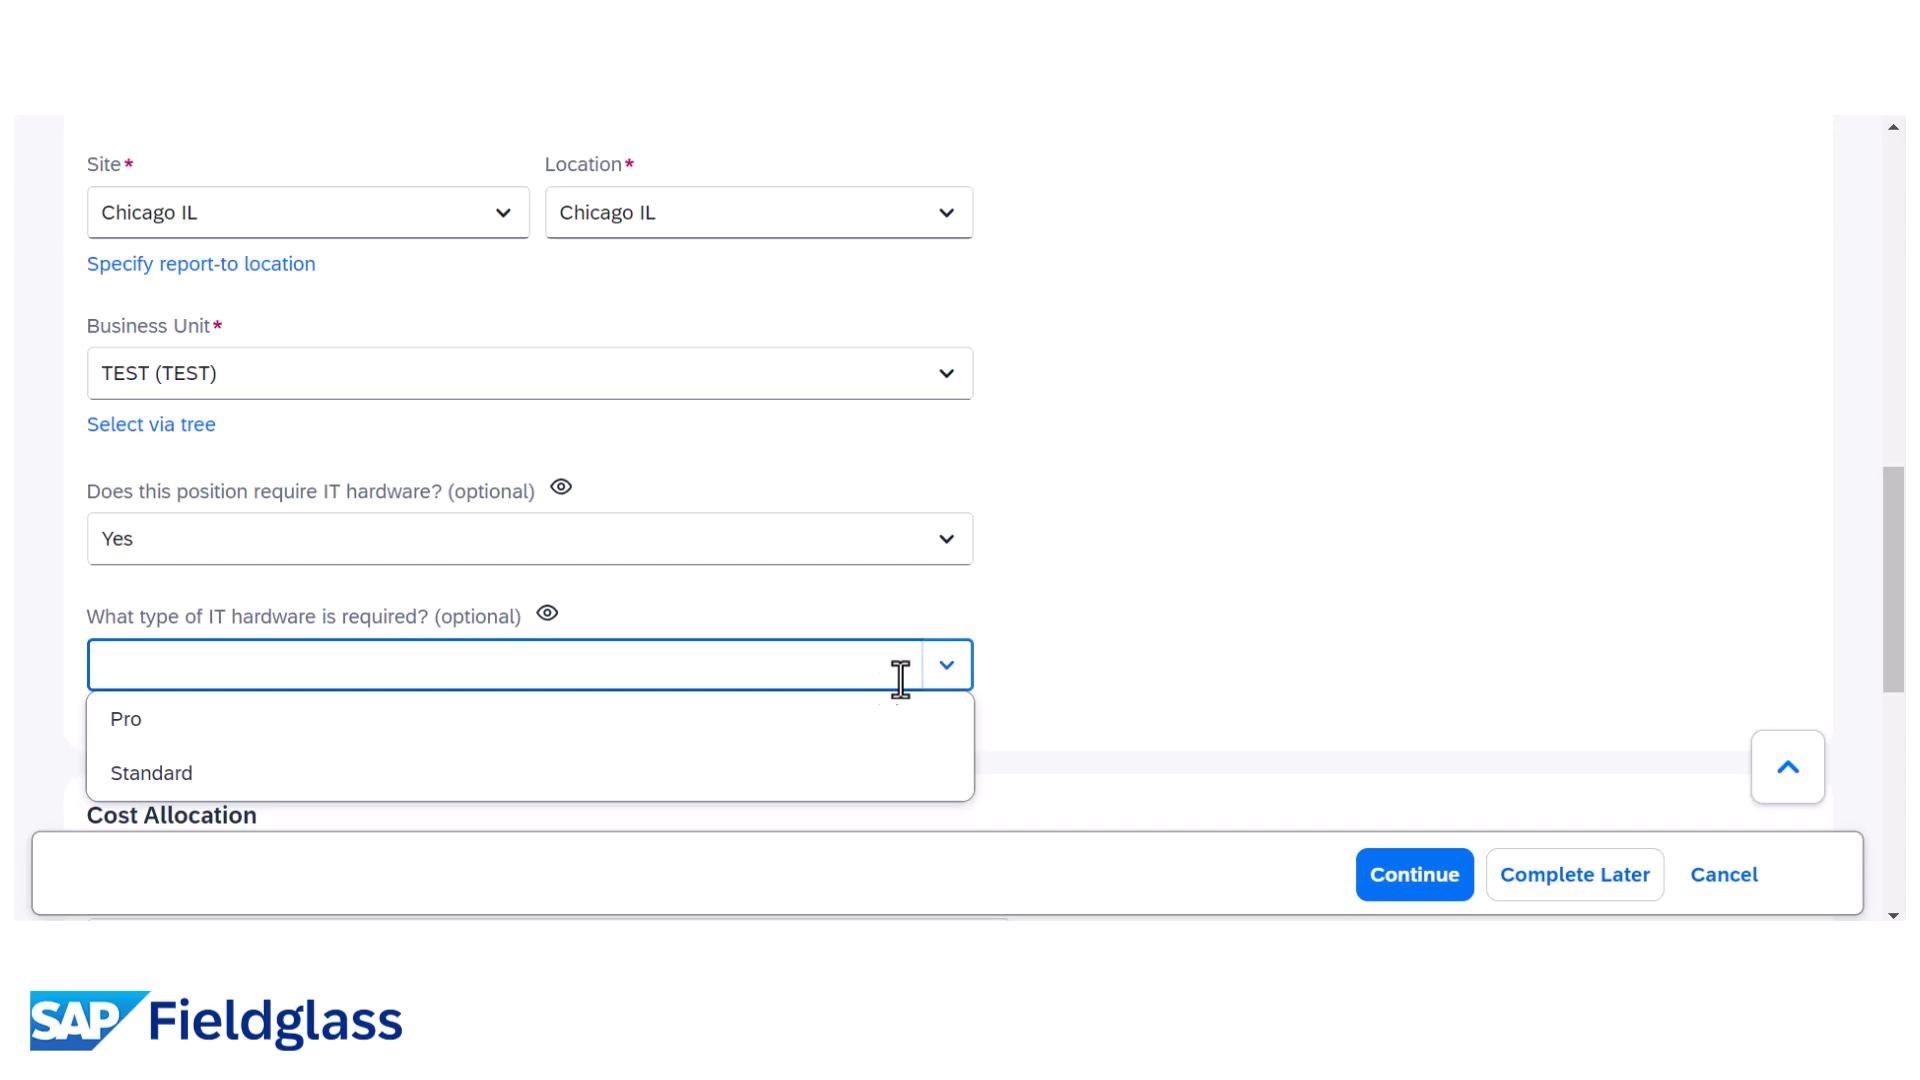 Site* Location*
Chicago IL Chicago IL
Specify report-to location
Business Unit*
TEST (TEST)
Select via tree
Does this position require IT hardware? (optional)
Yes
What type of IT hardware is required? (optional)
Pro
Standard
Cost Allocation
Continue Complete Later Cancel
SAP Fieldglass